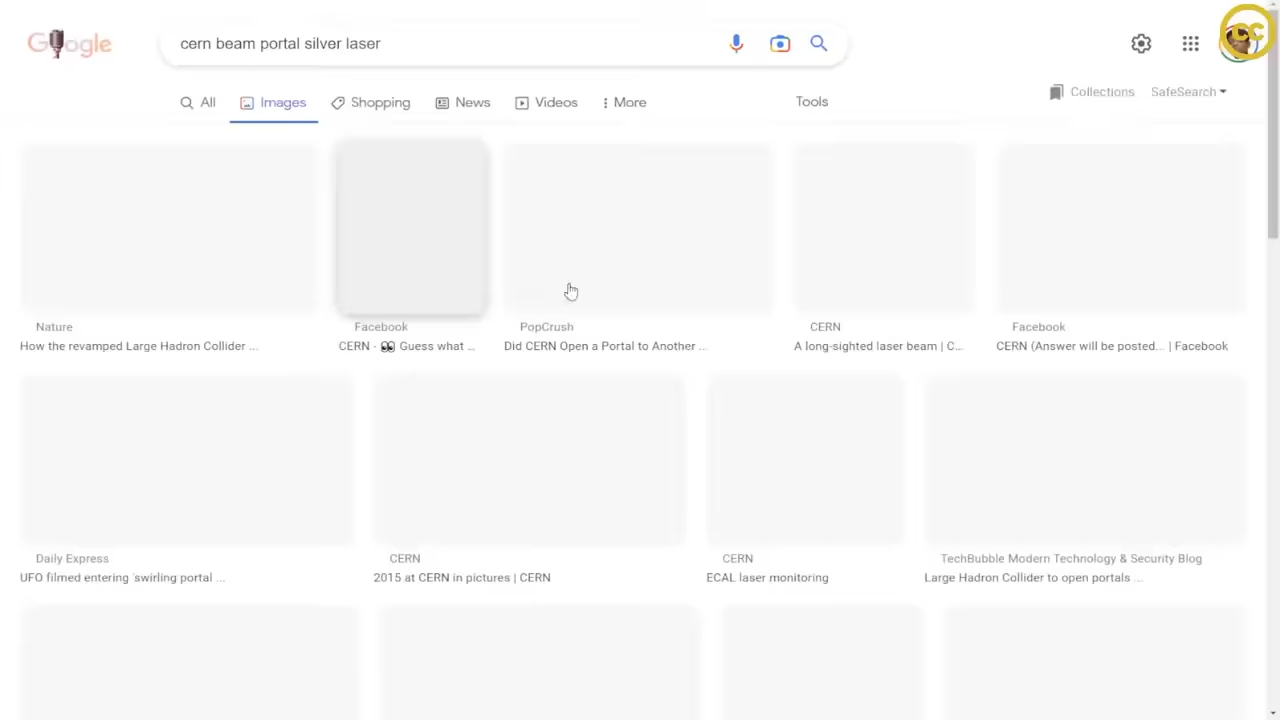 Google
cern beam portal silver laser
CC
All
Images
Shopping
News
Videos
More
Tools
Collections
SafeSearch
Nature
How the revamped Large Hadron Collider ...
Facebook
CERN - 👀 Guess what ...
PopCrush
Did CERN Open a Portal to Another ...
CERN
A long-sighted laser beam | C...
Facebook
CERN (Answer will be posted... | Facebook
Daily Express
UFO filmed entering 'swirling portal ...
CERN
2015 at CERN in pictures | CERN
CERN
ECAL laser monitoring
TechBubble Modern Technology & Security Blog
Large Hadron Collider to open portals ...